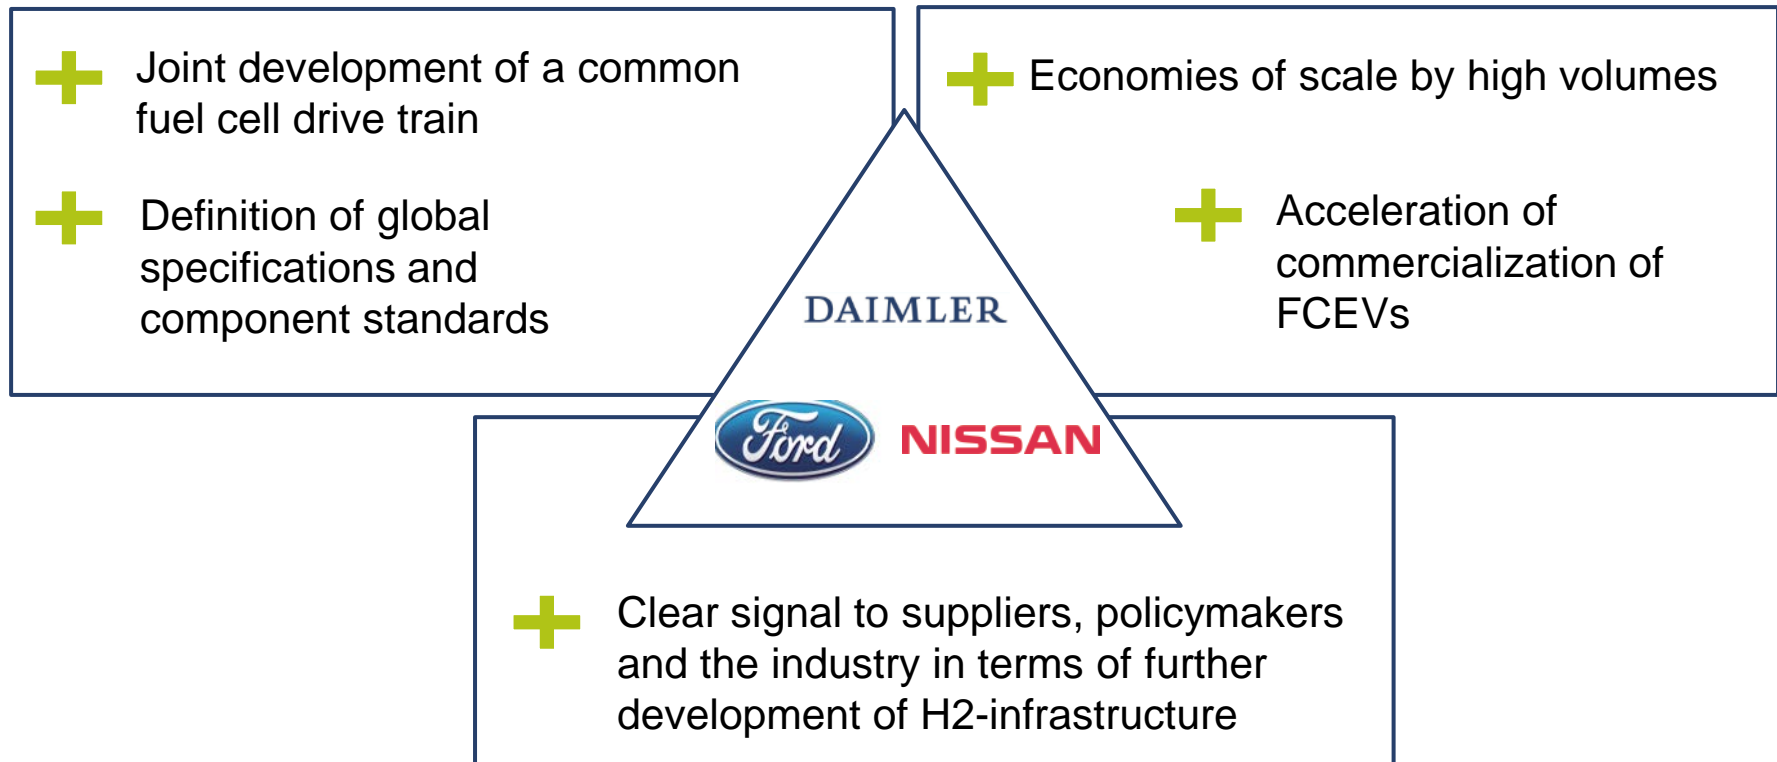 Joint development of a common
fuel cell drive train
Definition of global
specifications and
component standards
Economies of scale by high volumes
Acceleration of
commercialization of
FCEVs
DAIMLER
Ford
NISSAN
Clear signal to suppliers, policymakers
and the industry in terms of further
development of H2-infrastructure